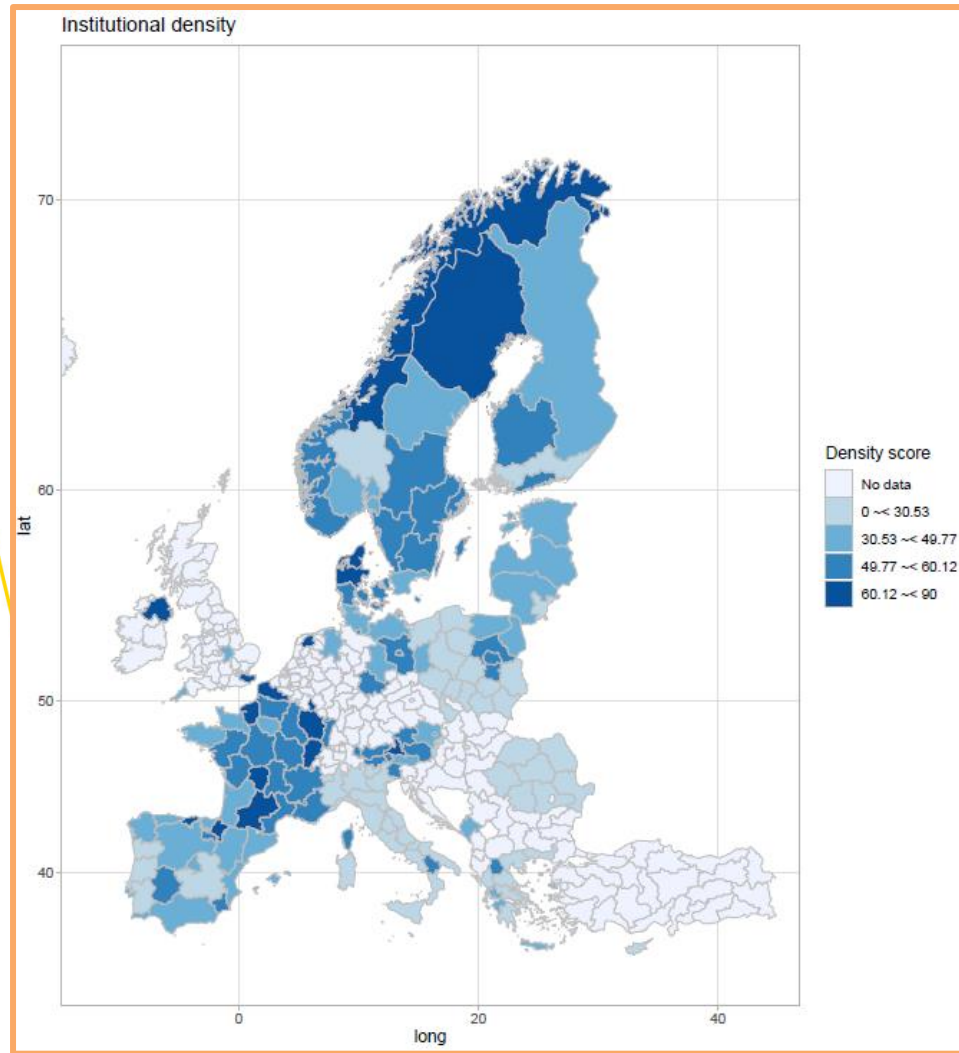 Institutional density
70
60
50
40
lat
0
20
40
long
Density score
No data
0 ~< 30.53
30.53 ~< 49.77
49.77 ~< 60.12
60.12 ~< 90